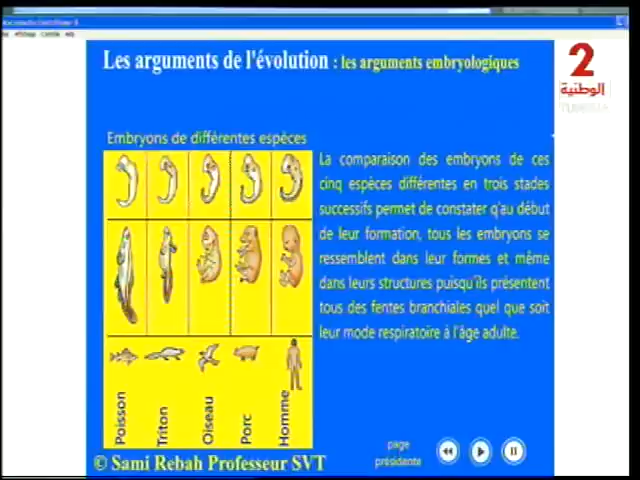 Les arguments de l'évolution : les arguments embryologiques
2
الوطنية
Embryons de différentes espèces
La comparaison des embryons de ces
cinq espèces différentes en trois stades
successifs permet de constater q'au début
de leur formation, tous les embryons se
ressemblent dans leur formes et même
dans leurs structures puisqu'ils présentent
tous des fentes branchiales quel que soit
leur mode respiratoire à l'âge adulte.
Poisson
Triton
Oiseau
Porc
Homme
page
présidente
© Sami Rebah Professeur SVT